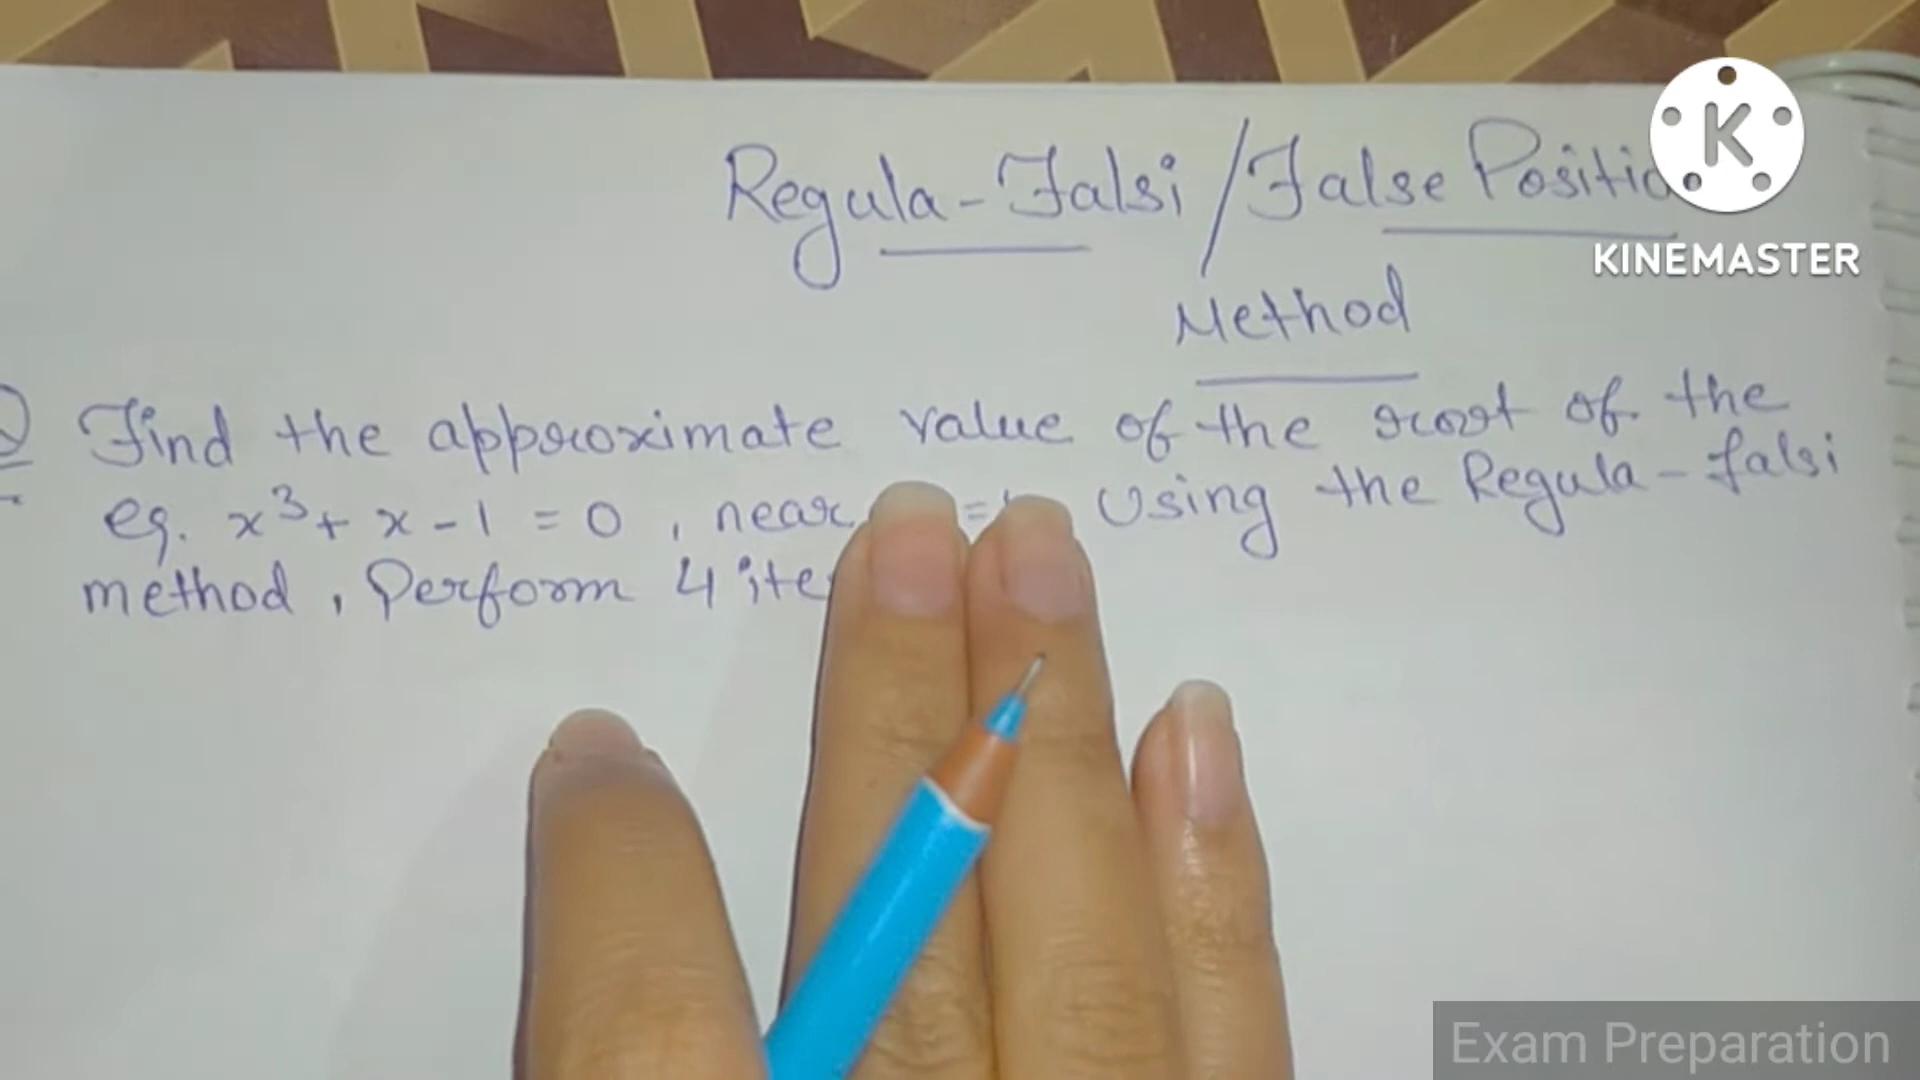 Regula-Falsi/False Positio
K
KINEMASTER
Method
Find the approximate value of the root of the
eq. x³ + x - 1 = 0, near = Using the Regula-falsi
method, Perform 4 ite
Exam Preparation